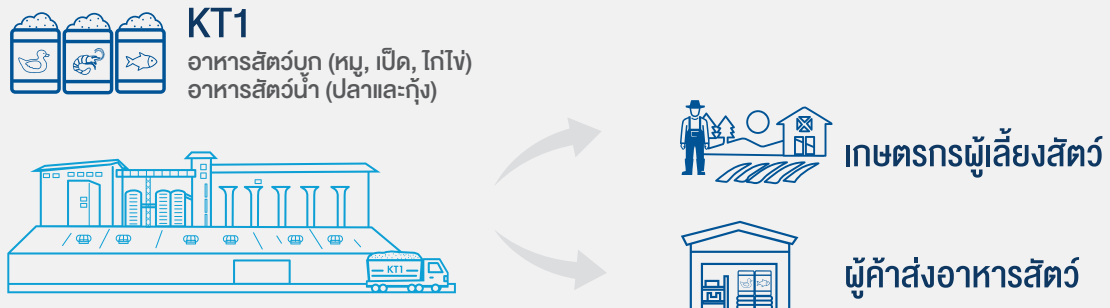 KT1
อาหารสัตว์บก (หมู, เป็ด, ไก่ไข่)
อาหารสัตว์น้ำ (ปลาและกุ้ง)
เกษตรกรผู้เลี้ยงสัตว์
KT1
ผู้ค้าส่งอาหารสัตว์